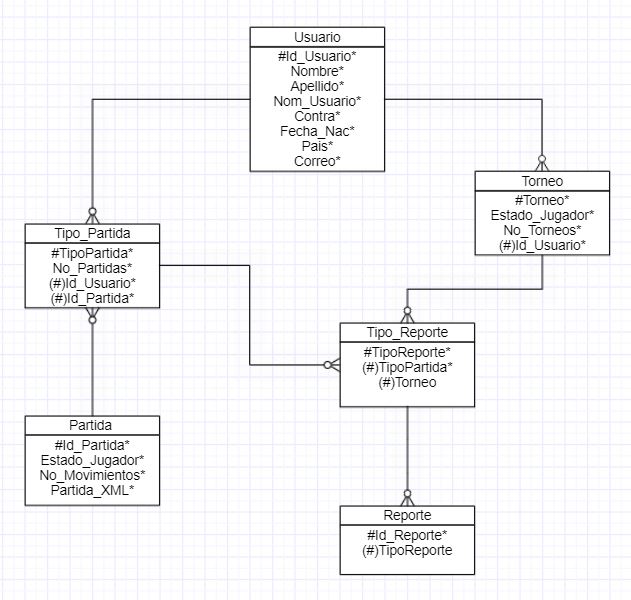 Usuario
#Id_Usuario*
Nombre*
Apellido*
Nom_Usuario*
Contra*
Fecha_Nac*
Pais*
Correo*
Torneo
#Torneo*
Estado_Jugador*
No_Torneos*
(#)Id_Usuario*
Tipo_Partida
#TipoPartida*
No_Partidas*
(#)Id_Usuario*
(#)Id_Partida*
Tipo_Reporte
#TipoReporte*
(#)TipoPartida*
(#)Torneo
Partida
#Id_Partida*
Estado_Jugador*
No_Movimientos*
Partida_XML*
Reporte
#Id_Reporte*
(#)TipoReporte